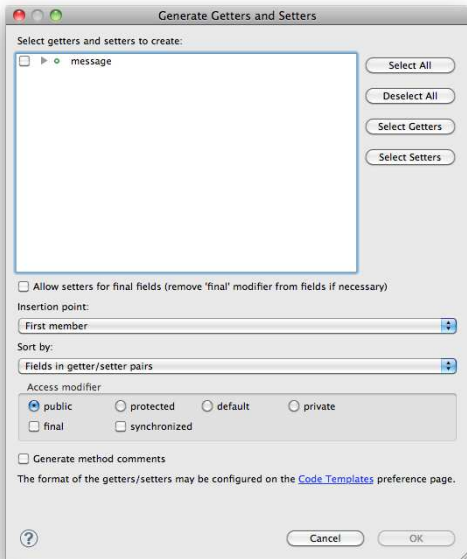 Generate Getters and Setters
Select getters and setters to create:
message
Select All
Deselect All
Select Getters
Select Setters
Allow setters for final fields (remove 'final' modifier from fields if necessary)
Insertion point:
First member
Sort by:
Fields in getter/setter pairs
Access modifier
public protected default private
final synchronized
Generate method comments
The format of the getters/setters may be configured on the Code Templates preference page.
? Cancel OK